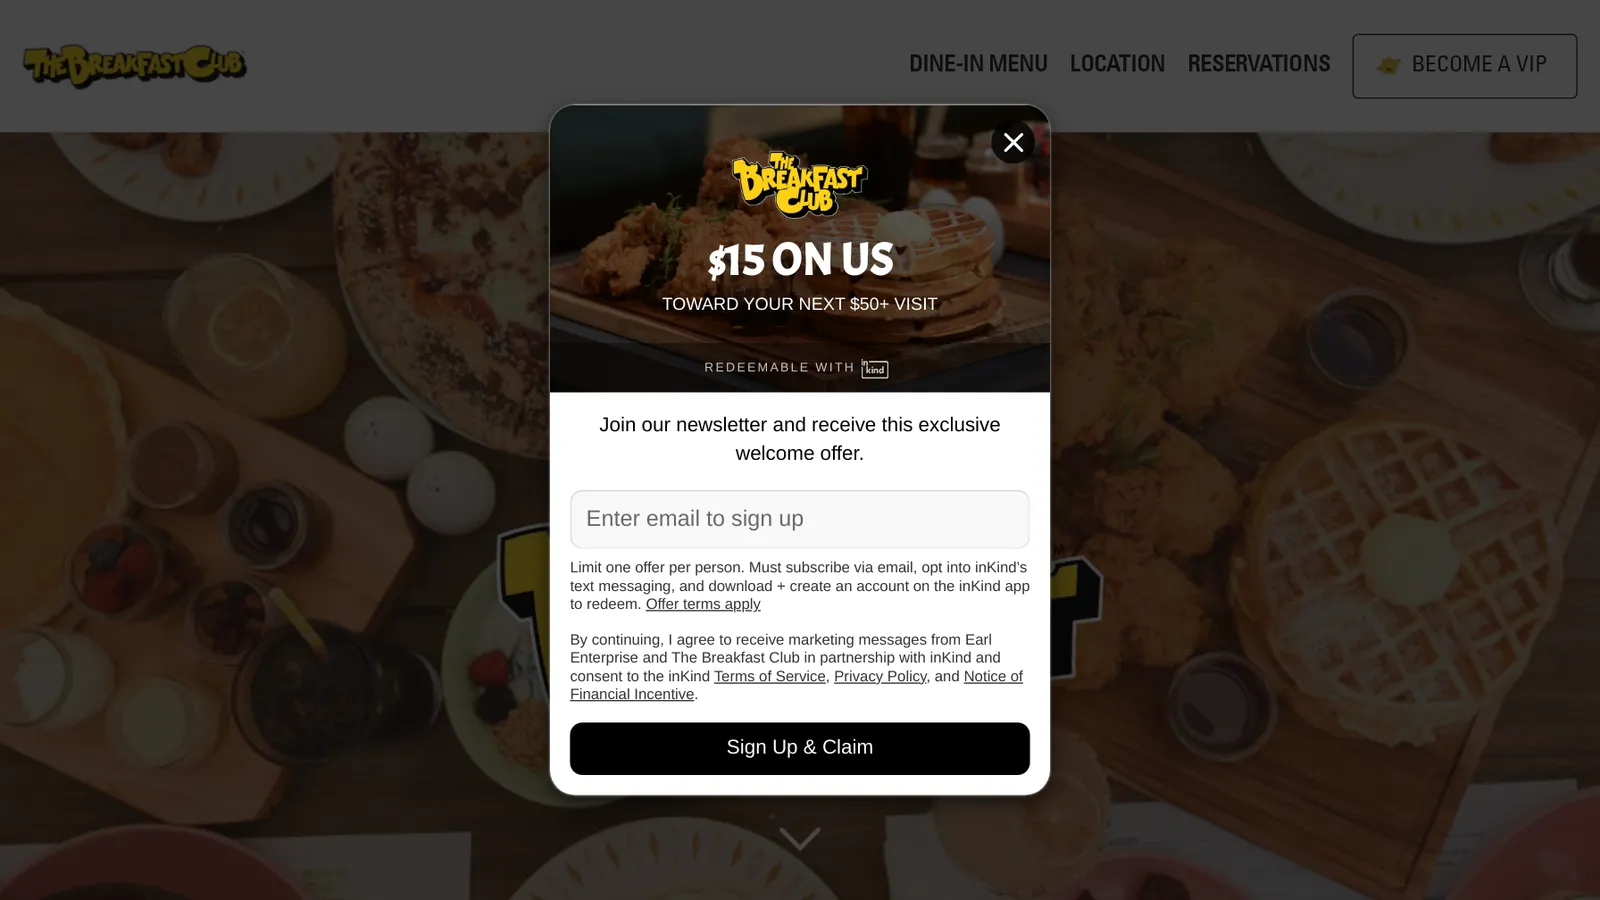 THE BREAKFAST CLUB
DINE-IN MENU
LOCATION
RESERVATIONS
BECOME A VIP
THE
BREAKFAST
CLUB
$15 ON US
TOWARD YOUR NEXT $50+ VISIT
REDEEMABLE WITH inkind
Join our newsletter and receive this exclusive
welcome offer.
Enter email to sign up
Limit one offer per person. Must subscribe via email, opt into inKind's
text messaging, and download + create an account on the inKind app
to redeem. Offer terms apply
By continuing, I agree to receive marketing messages from Earl
Enterprise and The Breakfast Club in partnership with inKind and
consent to the inKind Terms of Service, Privacy Policy, and Notice of
Financial Incentive.
Sign Up & Claim